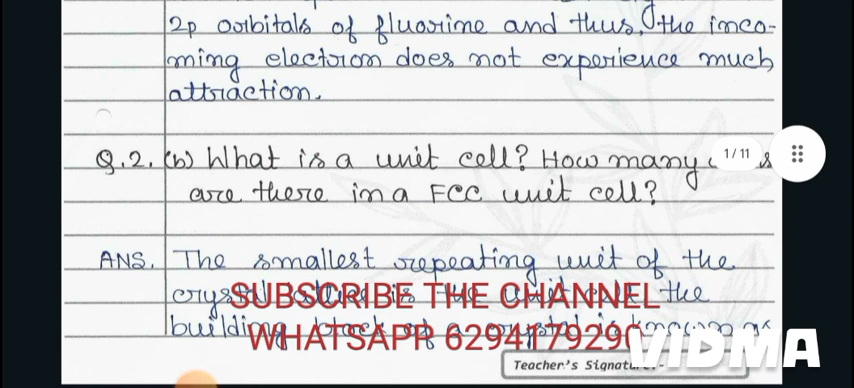 2p orbitals of fluorine and thus, the inco-
ming electron does not experience much
attraction.
Q.2. (b) What is a unit cell? How many
1/11
are there in a FCC unit cell?
ANS. The smallest repeating unit of the
the
SUBSCRIBE THE CHANNEL
building
WHATSAPP 6294179290
VIDMA
Teacher's Signat